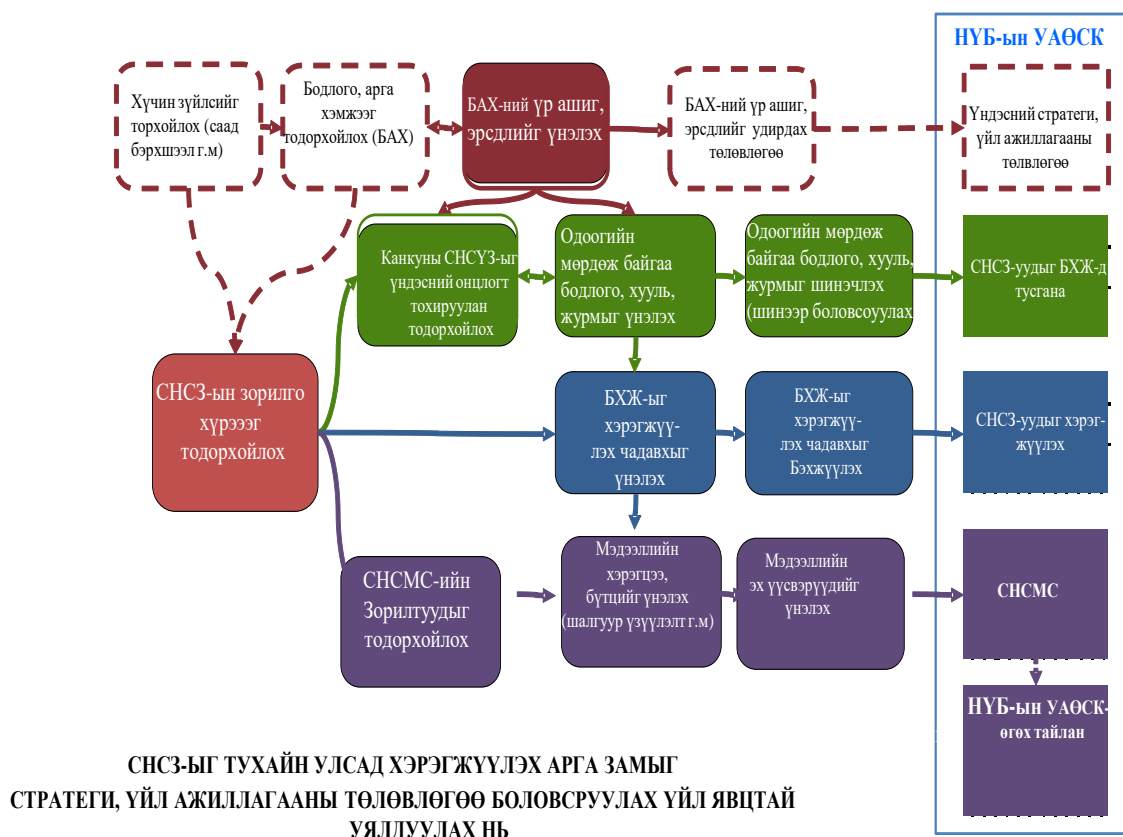 НҮБ-ын УАӨСК
Хүчин зүйлсийг
торхойлох (саад
бэрхшээл г.м)
Бодлого, арга
хэмжээг
тодорхойлох (БАХ)
БАХ-ний үр ашиг,
эрсдлийг үнэлэх
БАХ-ний үр ашиг,
эрсдлийг удирдах
төлөвлөгөө
Үндэсний стратеги,
үйл ажиллагааны
төлвлөгөө
Канкуны СНСҮЗ-ыг
үндэсний онцлогт
тохируулан
тодорхойлох
Одоогийн
мөрдөж байгаа
бодлого, хууль,
журмыг үнэлэх
Одоогийн мөрдөж
байгаа бодлого, хууль,
журмыг шинэчлэх
(шинээр боловсоуулах
СНСЗ-уудыг БХЖ-д
тусгана
СНСЗ-ын зорилго
хүрээг
тодорхойлох
БХЖ-ыг
хэрэгжүү-
лэх чадавхыг
үнэлэх
БХЖ-ыг
хэрэгжүү-
лэх чадавхыг
Бэхжүүлэх
СНСЗ-уудыг хэрэг-
жүүлэх
СНСМС-ийн
Зорилтуудыг
тодорхойлох
Мэдээллийн
хэрэгцээ,
бүтцийг үнэлэх
(шалгуур үзүүлэлт г.м)
Мэдээллийн
эх үүсвэрүүдийг
үнэлэх
СНСМС
НҮБ-ын УАӨСК-
өгөх тайлан
СНСЗ-ЫГ ТУХАЙН УЛСАД ХЭРЭГЖҮҮЛЭХ АРГА ЗАМЫГ
СТРАТЕГИ, ҮЙЛ АЖИЛЛАГААНЫ ТӨЛӨВЛӨГӨӨ БОЛОВСРУУЛАХ ҮЙЛ ЯВЦТАЙ
УЯЛДУУЛАХ НЬ